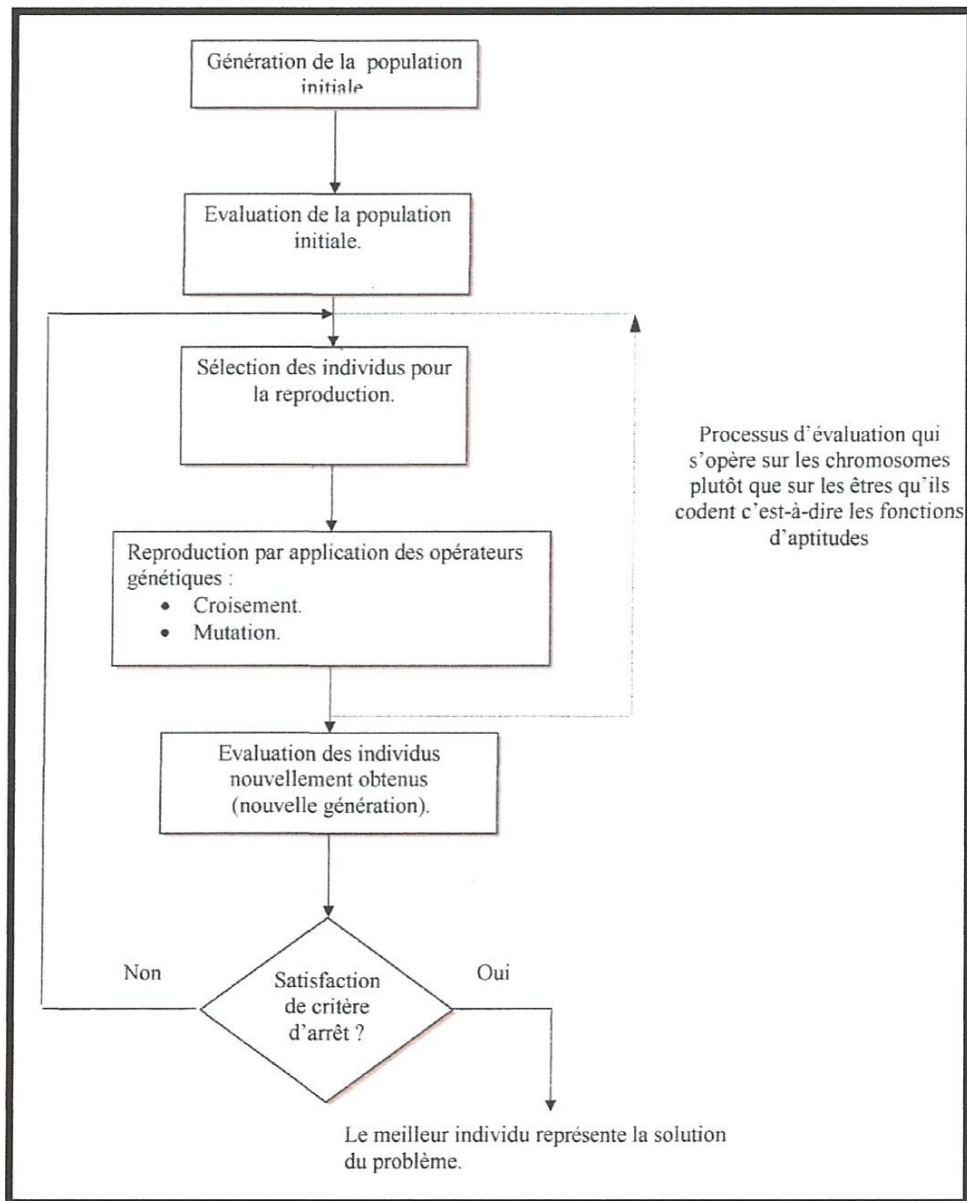 Génération de la population
initiale
Evaluation de la population
initiale.
Sélection des individus pour
la reproduction.
Processus d'évaluation qui
s'opère sur les chromosomes
plutôt que sur les êtres qu'ils
codent c'est-à-dire les fonctions
d'aptitudes
Reproduction par application des opérateurs
génétiques :
• Croisement.
• Mutation.
Evaluation des individus
nouvellement obtenus
(nouvelle génération).
Non
Satisfaction
de critère
d'arrêt ?
Oui
Le meilleur individu représente la solution
du problème.